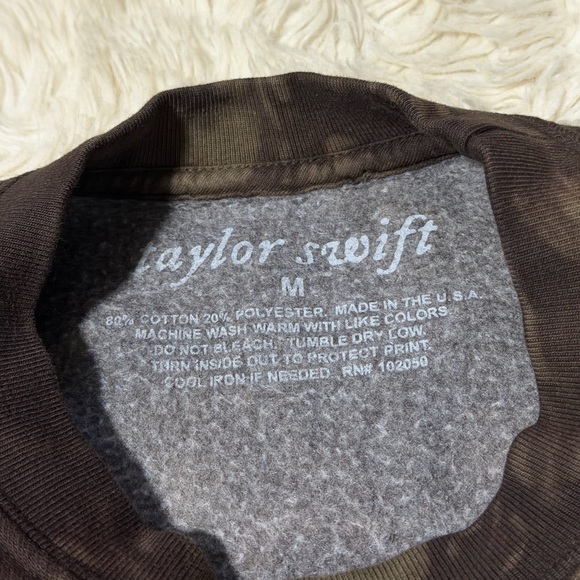 taylor swift
M
80% COTTON 20% POLYESTER. MADE IN THE U.S.A.
MACHINE WASH WARM WITH LIKE COLORS
DO NOT BLEACH. TUMBLE DRY LOW.
TURN INSIDE OUT TO PROTECT PRINT.
COOL IRON IF NEEDED. RN# 102050